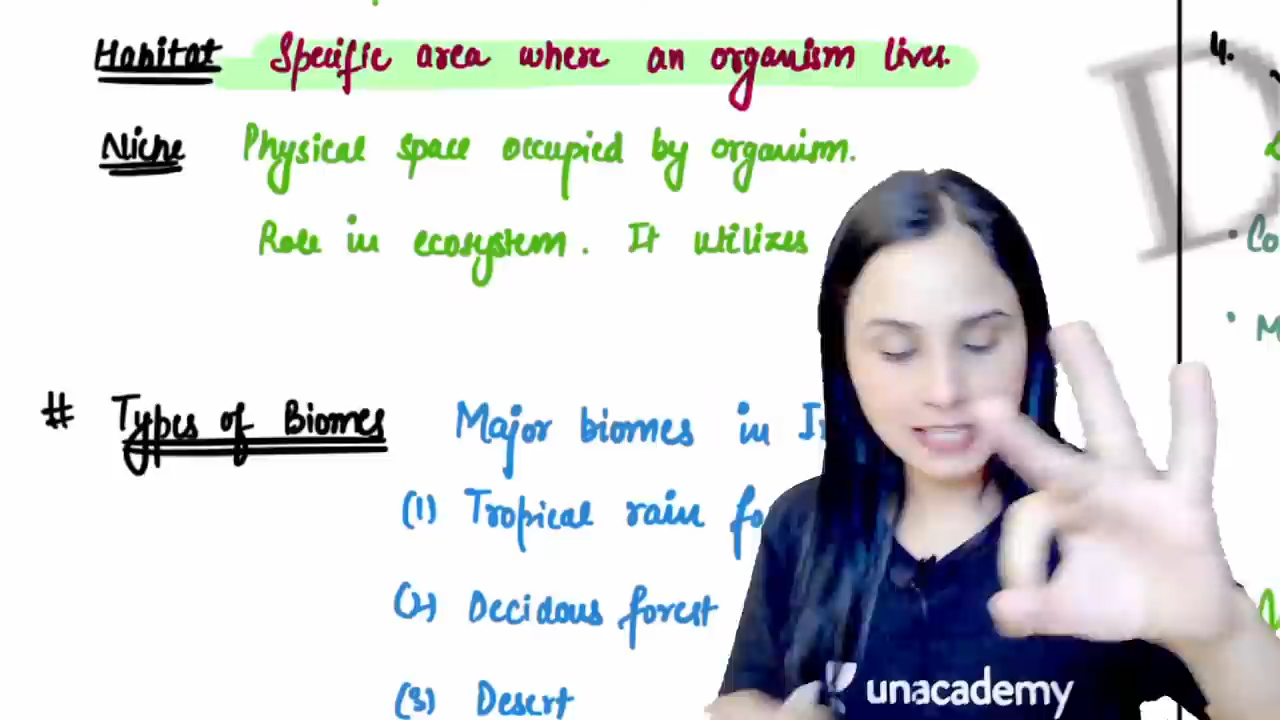 Habitat Specific area where an organism lives.
Niche Physical space occupied by organism.
Role in ecosystem. It utilizes
# Types of Biomes Major biomes in
(1) Tropical rain
(2) Decidous forest
(3) Desert
4.
unacademy